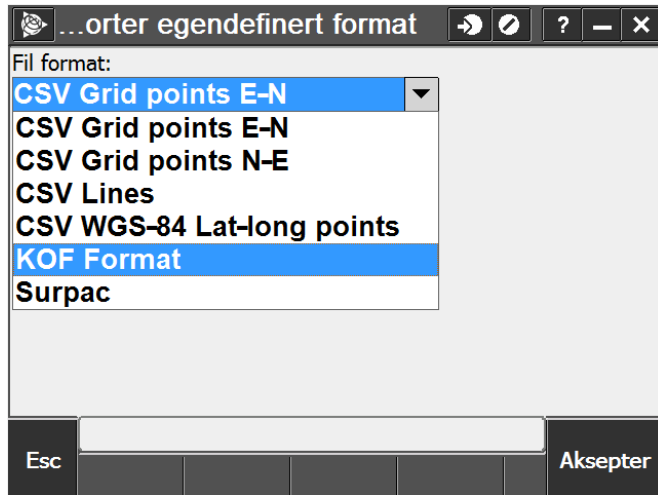 ...orter egendefinert format ? – ×
Fil format:
CSV Grid points E-N
CSV Grid points E-N
CSV Grid points N-E
CSV Lines
CSV WGS-84 Lat-long points
KOF Format
Surpac
Esc Aksepter